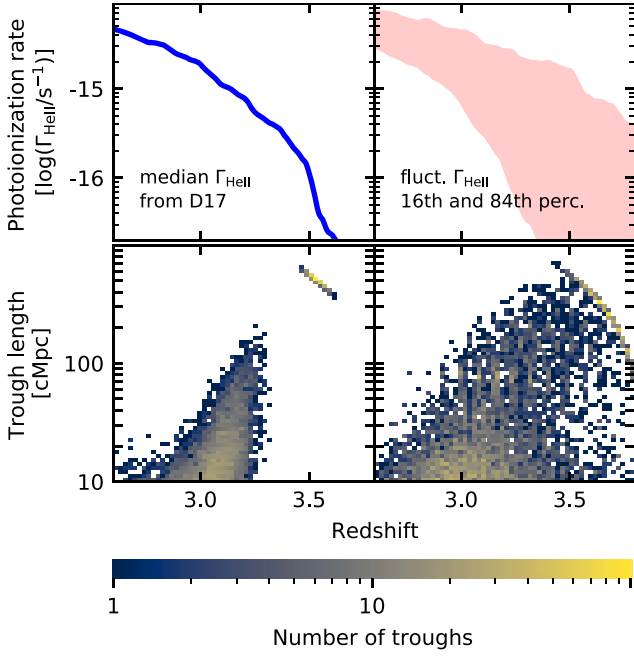 Photoionization rate
[log(Γ_HeII/s⁻¹)]
-15
-16
median Γ_HeII
from D17
fluct. Γ_HeII
16th and 84th perc.
Trough length
[cMpc]
100
10
3.0
3.5
3.0
3.5
Redshift
1
10
Number of troughs